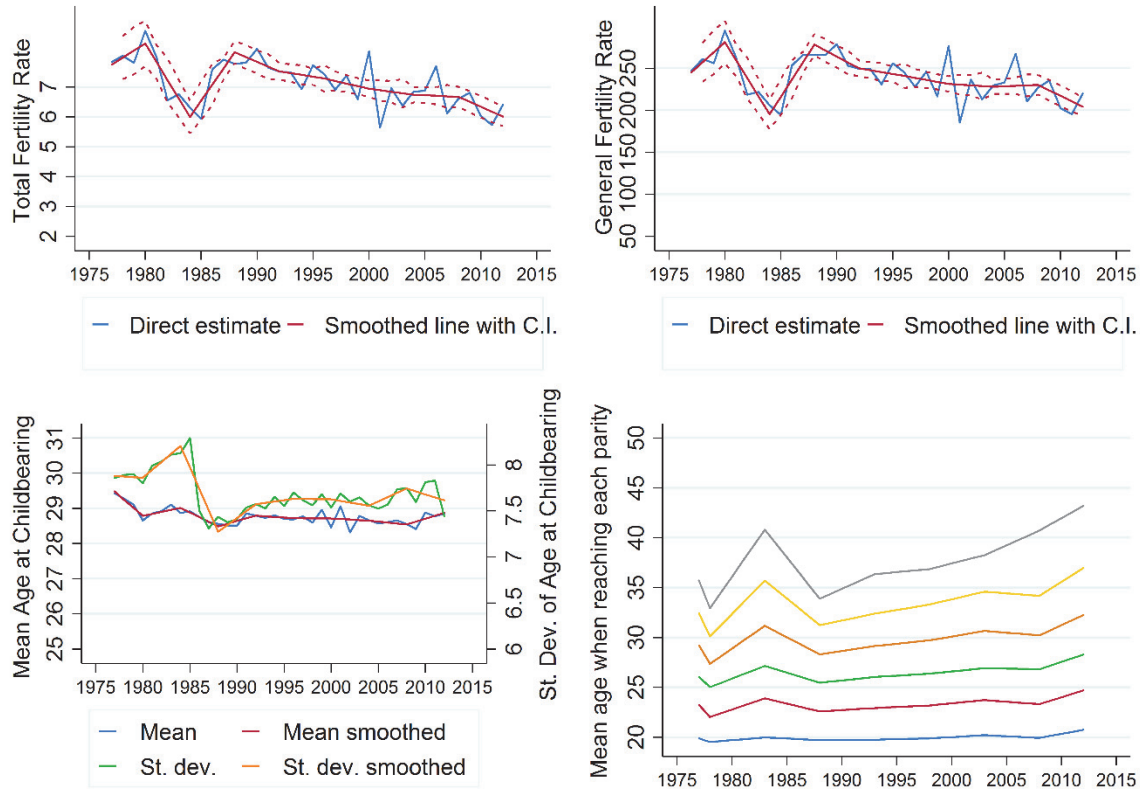 Total Fertility Rate
7
6
5
4
3
2
1975 1980 1985 1990 1995 2000 2005 2010 2015
Direct estimate Smoothed line with C.I.
General Fertility Rate
250
200
150
100
50
1975 1980 1985 1990 1995 2000 2005 2010 2015
Direct estimate Smoothed line with C.I.
Mean Age at Childbearing
31
30
29
28
27
26
25
St. Dev. of Age at Childbearing
8
7.5
7
6.5
6
1975 1980 1985 1990 1995 2000 2005 2010 2015
Mean Mean smoothed
St. dev. St. dev. smoothed
Mean age when reaching each parity
50
45
40
35
30
25
20
1975 1980 1985 1990 1995 2000 2005 2010 2015